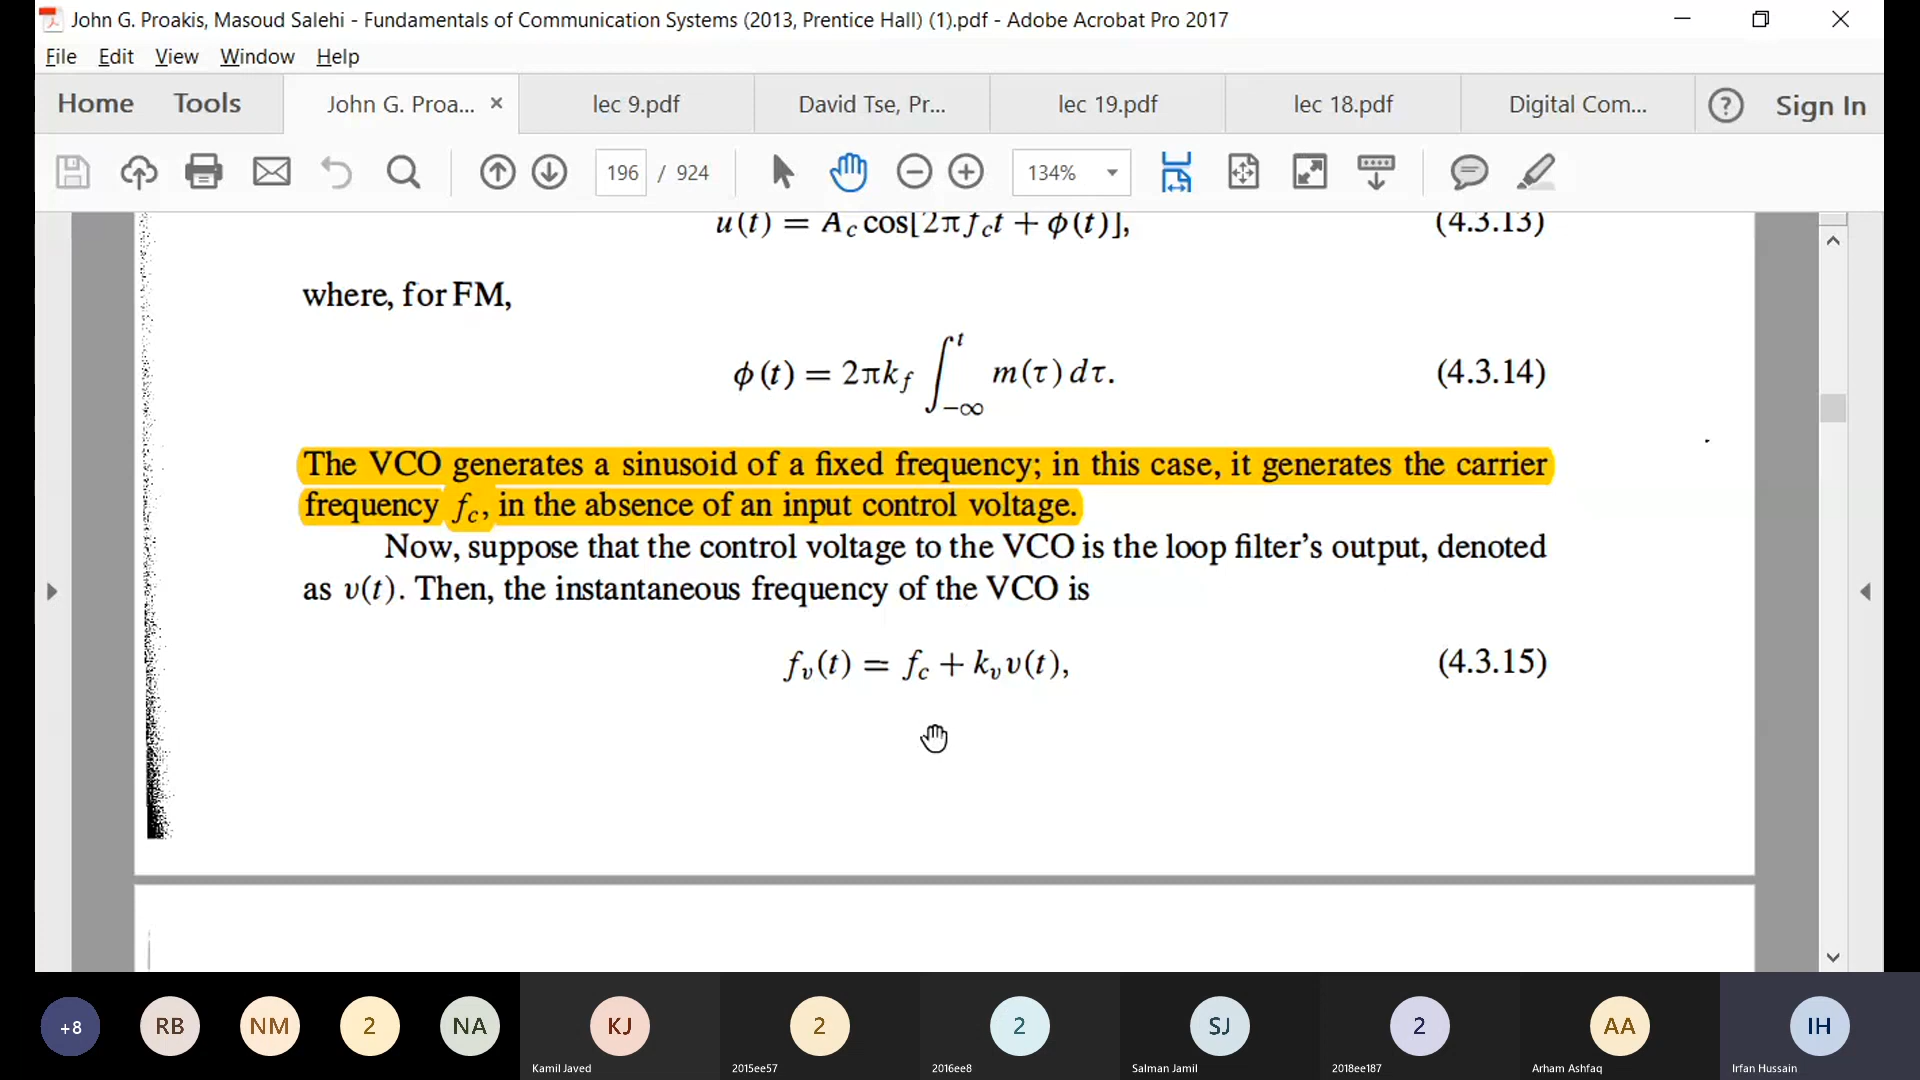 John G. Proakis, Masoud Salehi - Fundamentals of Communication Systems (2013, Prentice Hall) (1).pdf - Adobe Acrobat Pro 2017
File Edit View Window Help
Home Tools John G. Proa... × lec 9.pdf David Tse, Pr... lec 19.pdf lec 18.pdf Digital Com... ? Sign In
196 / 924 134%
u(t) = A_c cos[2πf_c t + ϕ(t)], (4.3.13)
where, for FM,
ϕ(t) = 2πk_f ∫_{-∞}^{t} m(τ) dτ. (4.3.14)
The VCO generates a sinusoid of a fixed frequency; in this case, it generates the carrier
frequency f_c, in the absence of an input control voltage.
Now, suppose that the control voltage to the VCO is the loop filter's output, denoted
as v(t). Then, the instantaneous frequency of the VCO is
f_v(t) = f_c + k_v v(t), (4.3.15)
+8 RB NM 2 NA KJ 2 2 SJ 2 AA IH
Kamil Javed 2015ee57 2016ee8 Salman Jamil 2018ee187 Arham Ashfaq Irfan Hussain